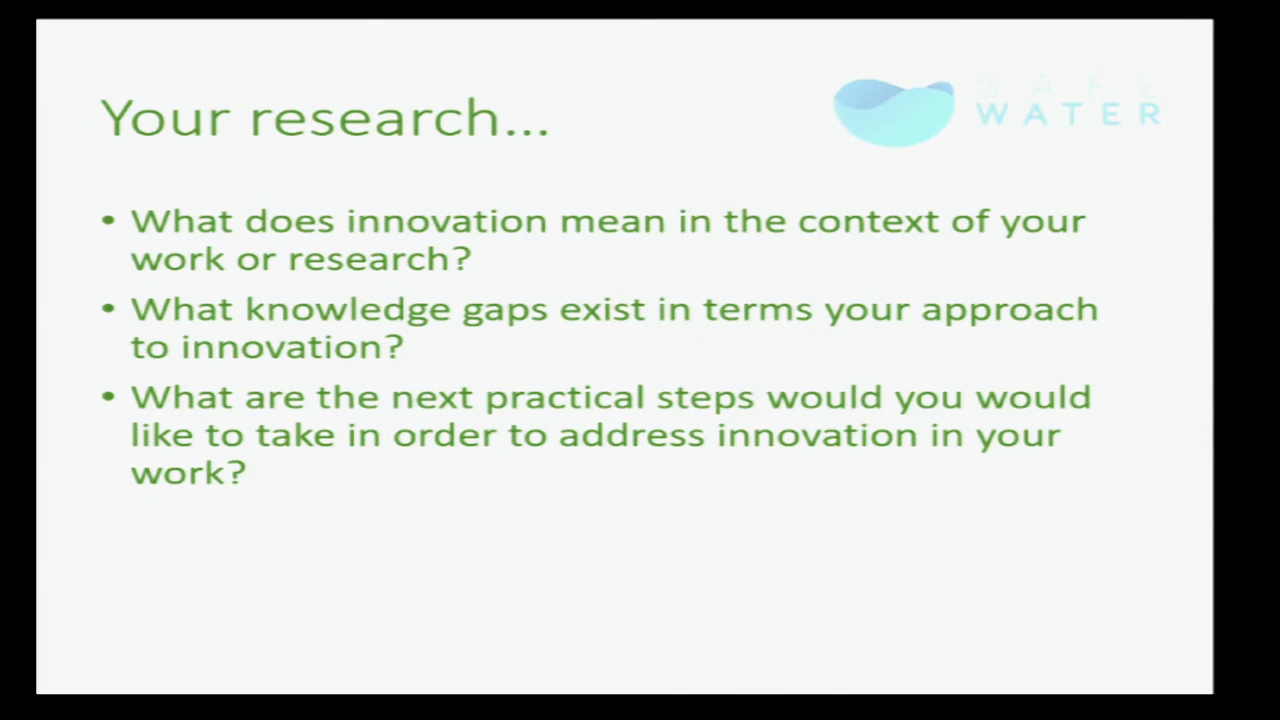 Your research...
SAFE
WATER
• What does innovation mean in the context of your
work or research?
• What knowledge gaps exist in terms your approach
to innovation?
• What are the next practical steps would you would
like to take in order to address innovation in your
work?